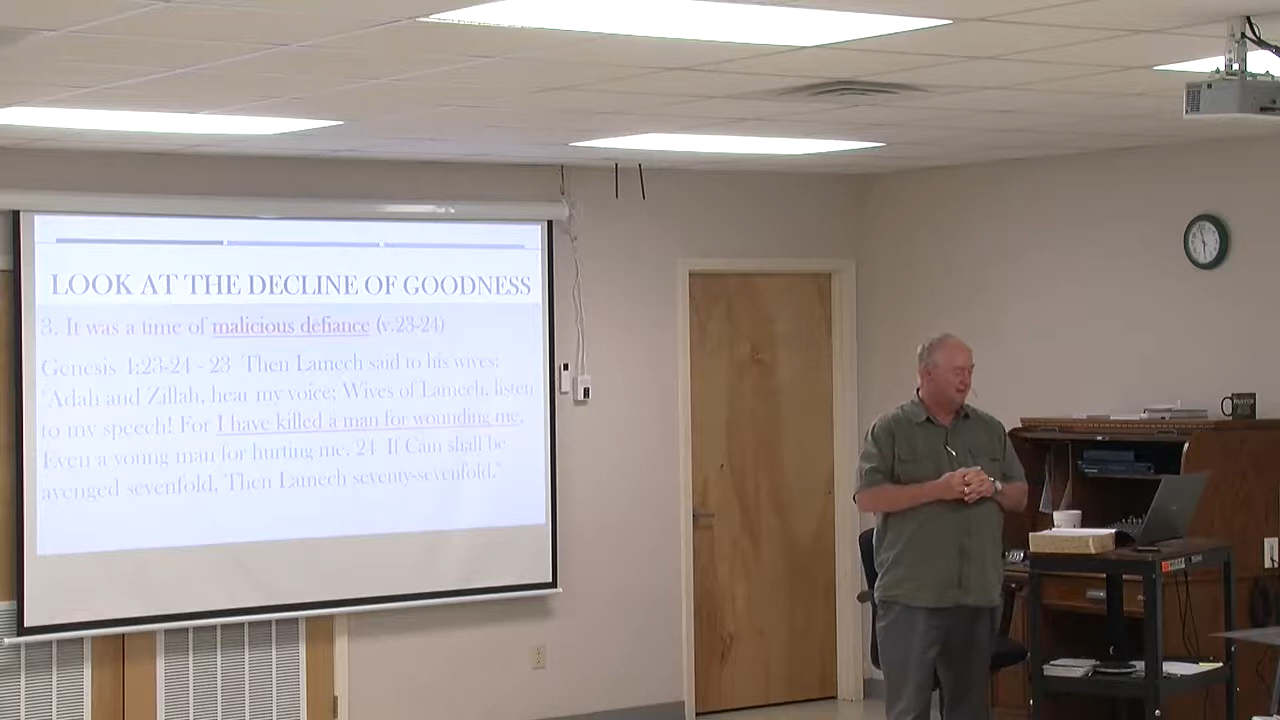 LOOK AT THE DECLINE OF GOODNESS
3. It was a time of malicious defiance (v.23-24)
Genesis 4:23-24 - 23 Then Lamech said to his wives:
"Adah and Zillah, hear my voice; Wives of Lamech, listen
to my speech! For I have killed a man for wounding me,
Even a young man for hurting me. 24 If Cain shall be
avenged sevenfold, Then Lamech seventy-sevenfold."